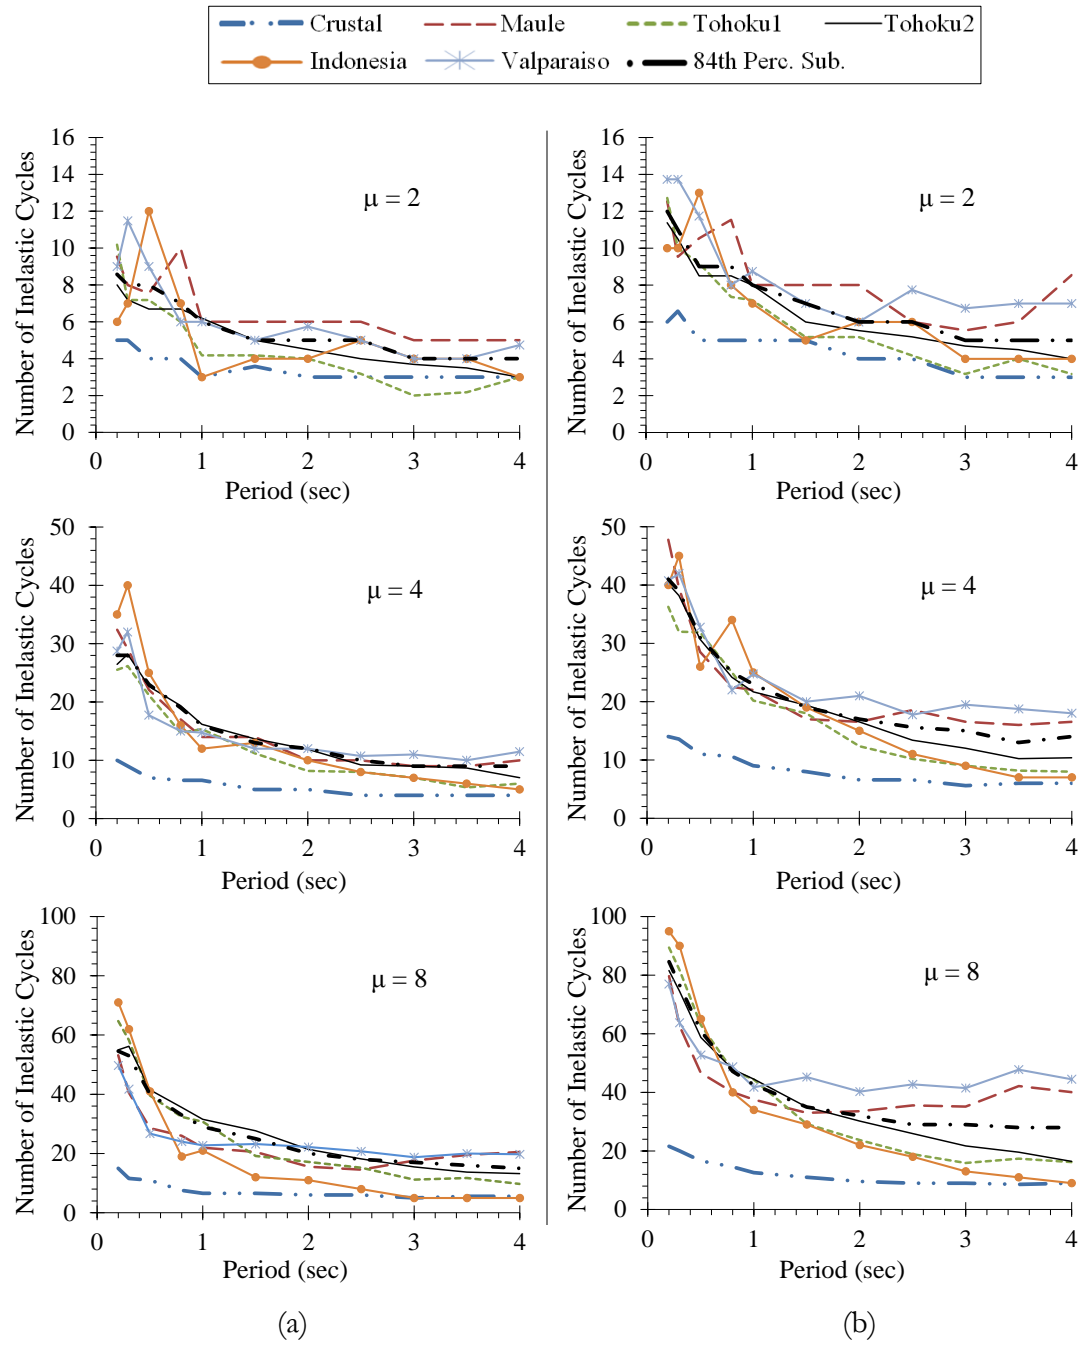 Crustal Maule Tohoku1 Tohoku2
Indonesia Valparaiso 84th Perc. Sub.
Number of Inelastic Cycles
16
14
12
10
8
6
4
2
0
μ = 2
0 1 2 3 4
Period (sec)
Number of Inelastic Cycles
16
14
12
10
8
6
4
2
0
μ = 2
0 1 2 3 4
Period (sec)
Number of Inelastic Cycles
50
40
30
20
10
0
μ = 4
0 1 2 3 4
Period (sec)
Number of Inelastic Cycles
50
40
30
20
10
0
μ = 4
0 1 2 3 4
Period (sec)
Number of Inelastic Cycles
100
80
60
40
20
0
μ = 8
0 1 2 3 4
Period (sec)
Number of Inelastic Cycles
100
80
60
40
20
0
μ = 8
0 1 2 3 4
Period (sec)
(a) (b)